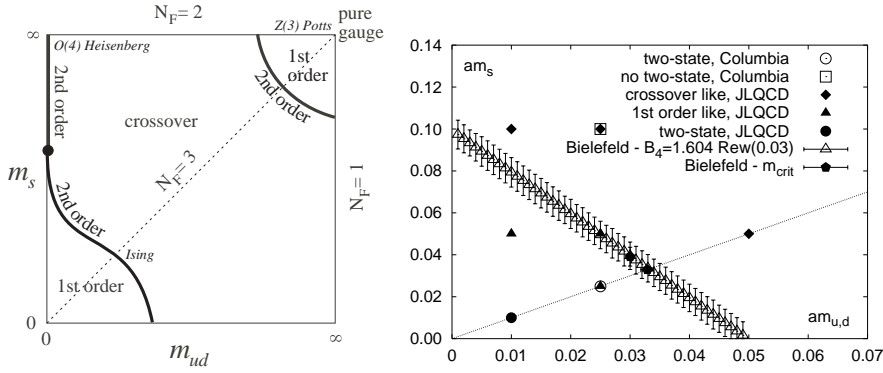 N_F = 2
Z(3) Potts
pure
gauge
∞
O(4) Heisenberg
1st
order
2nd order
2nd order
crossover
N_F = 3
N_F = 1
m_s
2nd order
Ising
1st order
0
0
m_ud
∞
am_s
two-state, Columbia
no two-state, Columbia
crossover like, JLQCD
1st order like, JLQCD
two-state, JLQCD
Bielefeld - B_4=1.604 Rew(0.03)
Bielefeld - m_crit
am_u,d
0.14
0.12
0.10
0.08
0.06
0.04
0.02
0.00
0 0.01 0.02 0.03 0.04 0.05 0.06 0.07